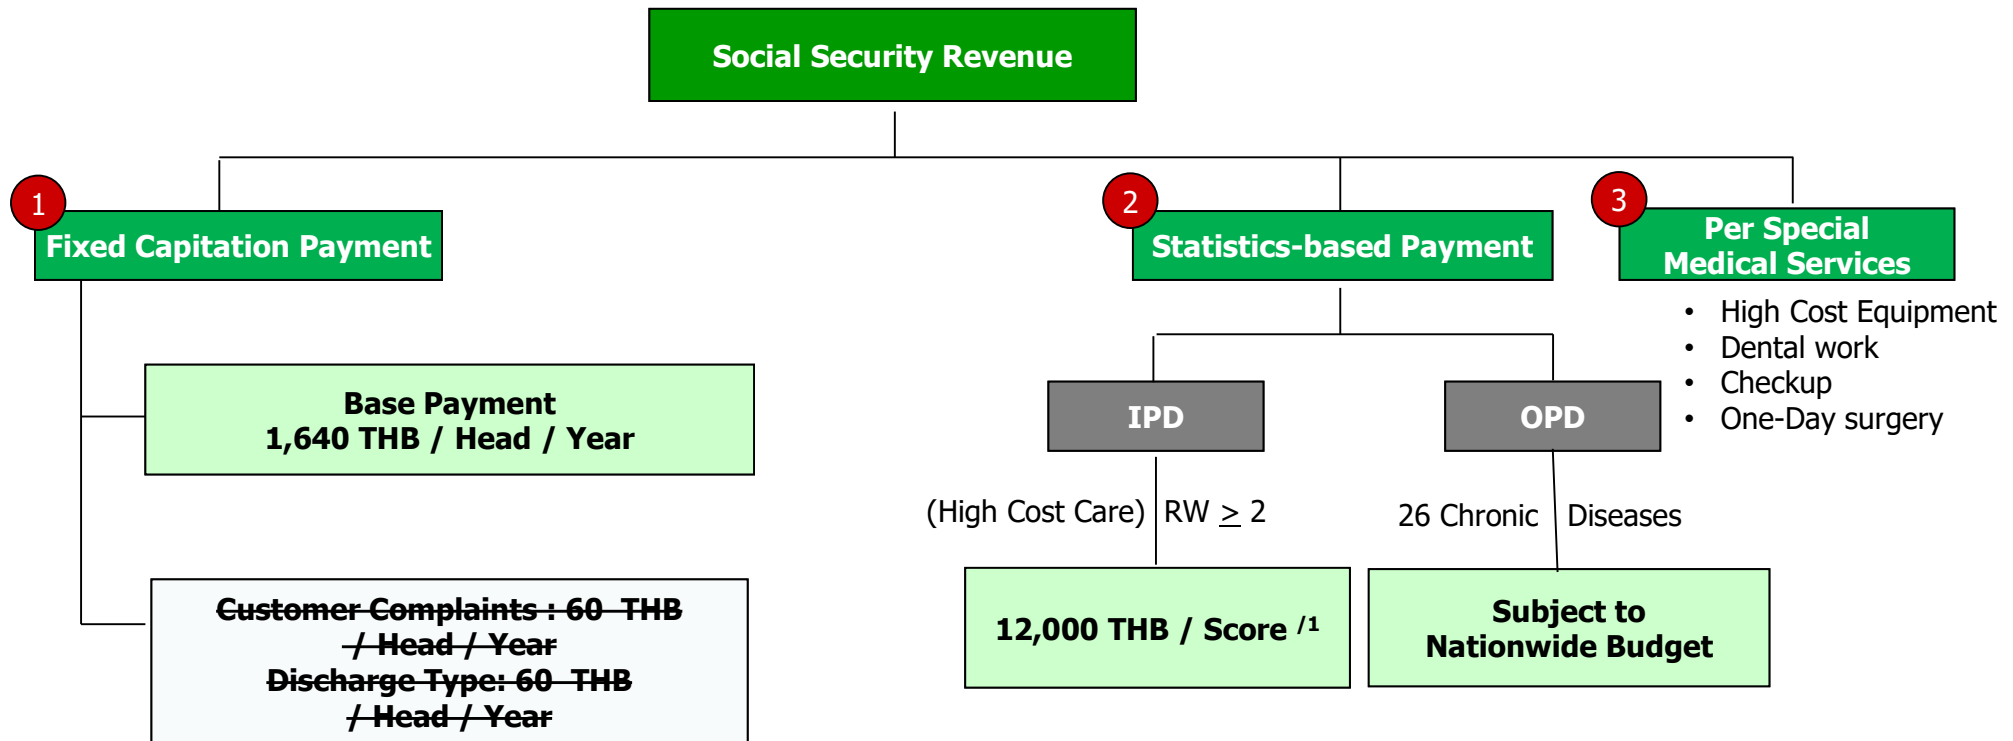 Social Security Revenue
1
Fixed Capitation Payment
Base Payment
1,640 THB / Head / Year
Customer Complaints : 60 THB
/ Head / Year
Discharge Type: 60 THB
/ Head / Year
2
Statistics-based Payment
IPD
(High Cost Care) RW ≥ 2
12,000 THB / Score /1
OPD
26 Chronic Diseases
Subject to
Nationwide Budget
3
Per Special
Medical Services
• High Cost Equipment
• Dental work
• Checkup
• One-Day surgery